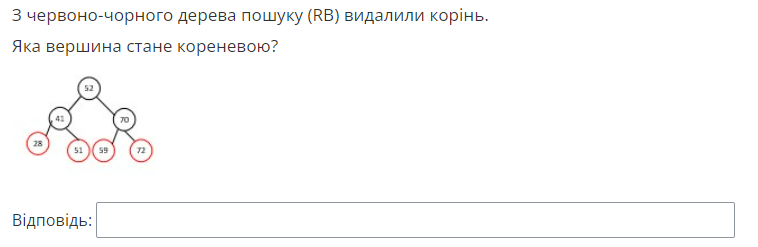 З червоно-чорного дерева пошуку (RB) видалили корінь.
Яка вершина стане кореневою?
52
41 70
28 51 59 72
Відповідь: